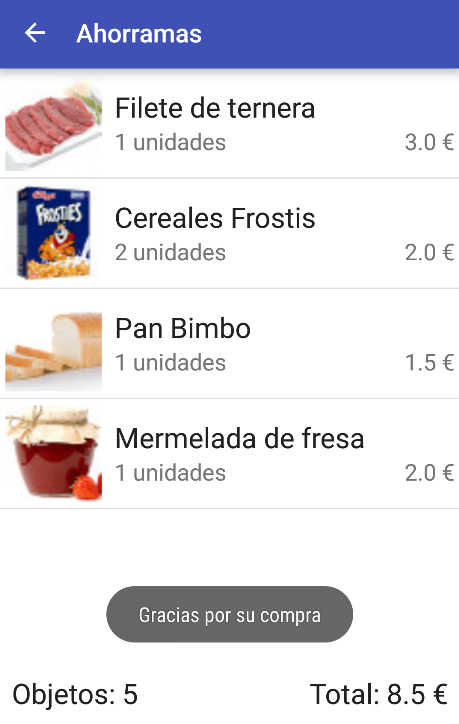 Ahorramas
Filete de ternera
1 unidades
3.0 €
FROSTIES
Cereales Frostis
2 unidades
2.0 €
Pan Bimbo
1 unidades
1.5 €
Mermelada de fresa
1 unidades
2.0 €
Gracias por su compra
Objetos: 5
Total: 8.5 €